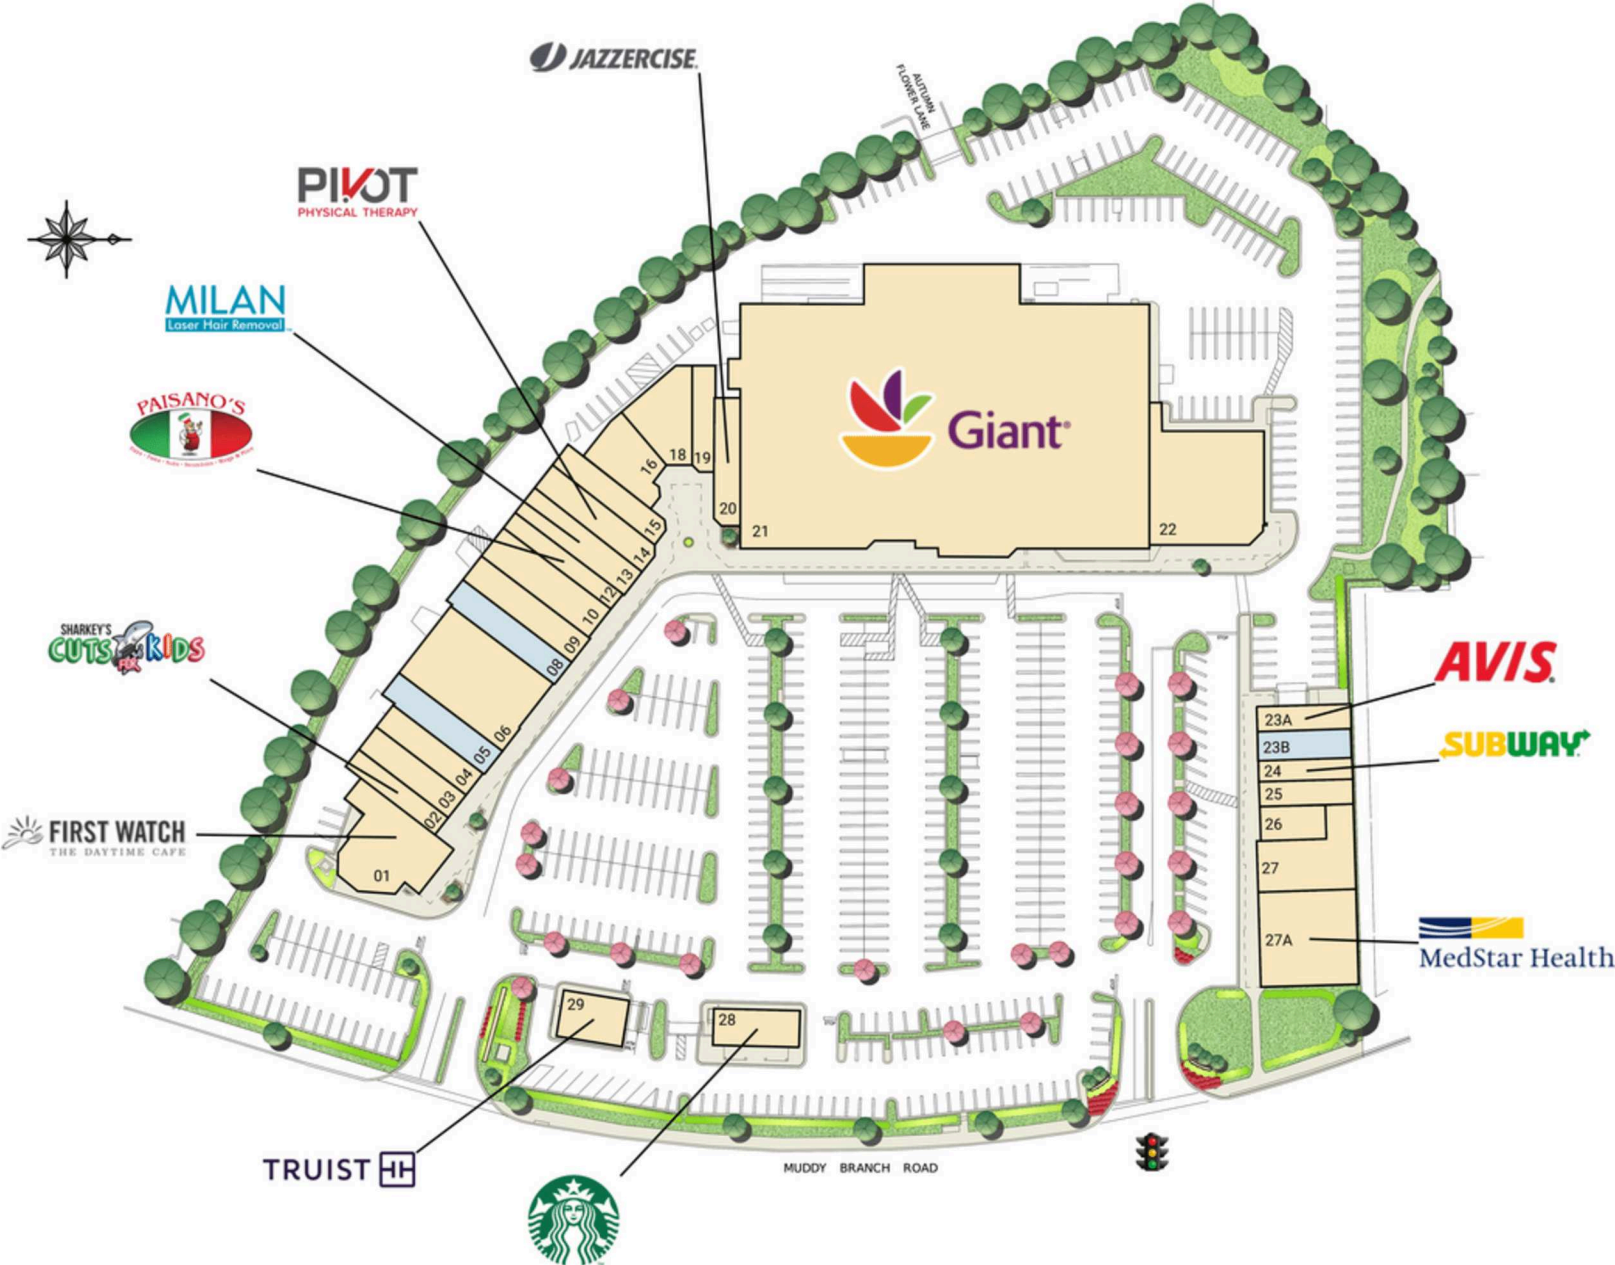 JAZZERCISE
AUTUMN
FLOWER LANE
PIVOT
PHYSICAL THERAPY
MILAN
Laser Hair Removal
PAISANO'S
SHARKEY'S
CUTS FOR KIDS
FIRST WATCH
THE DAYTIME CAFE
Giant
18
19
16
20
21
22
15
14
13
12
10
09
08
06
05
04
03
02
01
23A
AVIS
23B
SUBWAY
24
25
26
27
27A
MedStar Health
29
28
TRUIST
MUDDY BRANCH ROAD